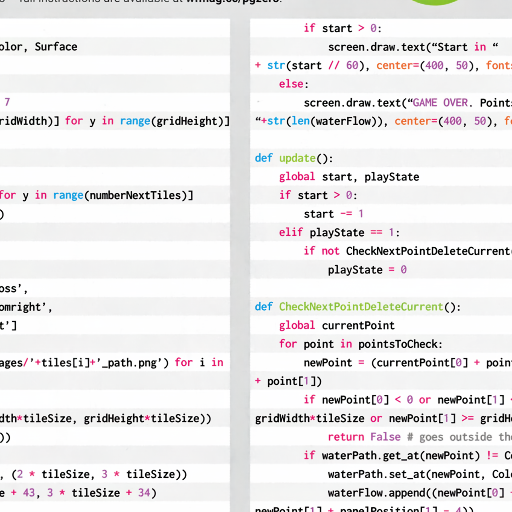 full instructions are available at wfmag.cc/pgzero.
olor, Surface
7
ridWidth)] for y in range(gridHeight)]
for y in range(numberNextTiles)]
)
oss’,
omright’,
t’]
ages/’+tiles[i]+’_path.png’) for i in
dth*tileSize, gridHeight*tileSize))
))
, (2 * tileSize, 3 * tileSize))
e + 43, 3 * tileSize + 34)
if start > 0:
screen.draw.text(“Start in “
+ str(start // 60), center=(400, 50), fonts
else:
screen.draw.text(“GAME OVER. Points
“+str(len(waterFlow)), center=(400, 50), fo
def update():
global start, playState
if start > 0:
start -= 1
elif playState == 1:
if not CheckNextPointDeleteCurrent(
playState = 0
def CheckNextPointDeleteCurrent():
global currentPoint
for point in pointsToCheck:
newPoint = (currentPoint[0] + poin
+ point[1])
if newPoint[0] < 0 or newPoint[1] <
gridWidth*tileSize or newPoint[1] >= gridHe
return False # goes outside the
if waterPath.get_at(newPoint) != Co
waterPath.set_at(newPoint, Colo
waterFlow.append((newPoint[0] -
newPoint[1] + panelPosition[1] - 4))